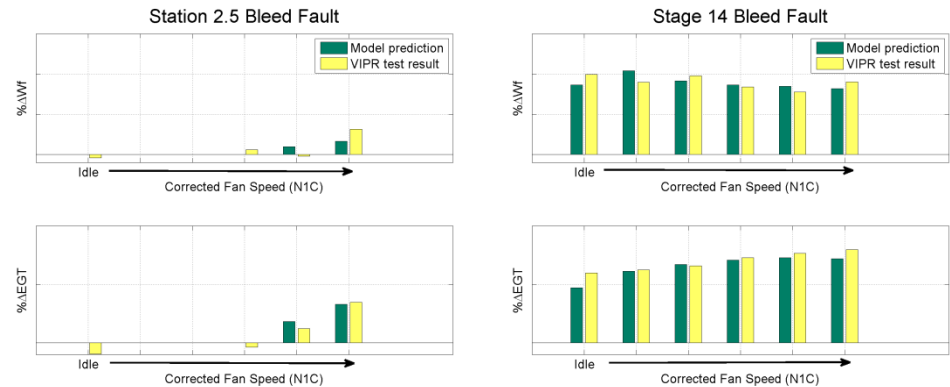 Station 2.5 Bleed Fault
%ΔWf
Model prediction
VIPR test result
Idle
Corrected Fan Speed (N1C)
Stage 14 Bleed Fault
%ΔWf
Model prediction
VIPR test result
Idle
Corrected Fan Speed (N1C)
%ΔEGT
Idle
Corrected Fan Speed (N1C)
%ΔEGT
Idle
Corrected Fan Speed (N1C)